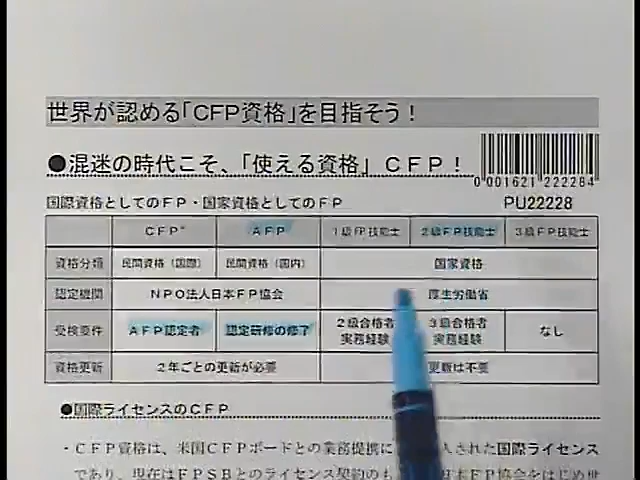 世界が認める「CFP資格」を目指そう！
●混迷の時代こそ、「使える資格」ＣＦＰ！
0 001621 222284
国際資格としてのＦＰ・国家資格としてのＦＰ
PU22228
ＣＦＰ® ＡＦＰ １級FP技能士 ２級ＦＰ技能士 ３級ＦＰ技能士
資格分類 民間資格（国際） 民間資格（国内） 国家資格
認定機関 ＮＰＯ法人日本ＦＰ協会 厚生労働省
受検要件 ＡＦＰ認定者 認定研修の修了 ２級合格者 実務経験 ３級合格者 実務経験 なし
資格更新 ２年ごとの更新が必要 更新は不要
●国際ライセンスのＣＦＰ
・ＣＦＰ資格は、米国ＣＦＰボードとの業務提携に 入された国際ライセンス
であり、現在はＦＰＳＢとのライセンス契約のも 本ＦＰ協会をはじめ世